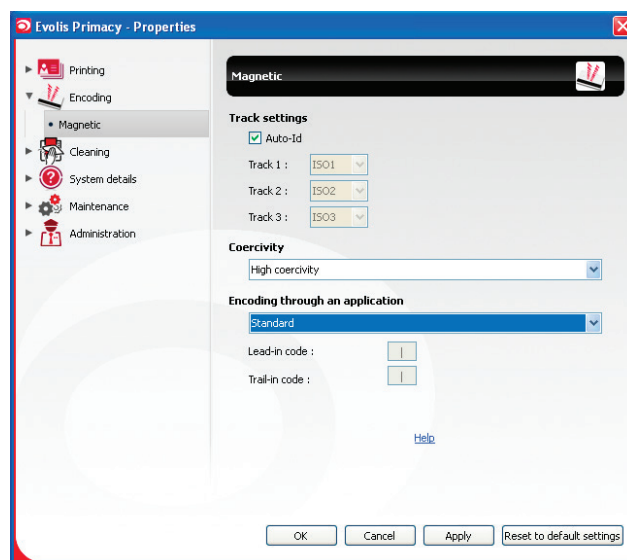 Evolis Primacy - Properties
Printing
Encoding
Magnetic
Cleaning
System details
Maintenance
Administration
Magnetic
Track settings
Auto-Id
Track 1 : ISO1
Track 2 : ISO2
Track 3 : ISO3
Coercivity
High coercivity
Encoding through an application
Standard
Lead-in code : |
Trail-in code : |
Help
OK Cancel Apply Reset to default settings